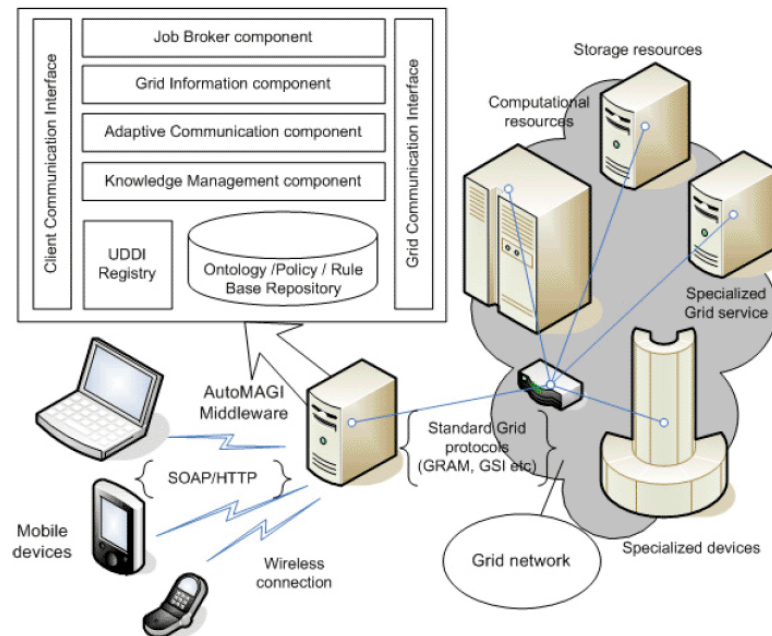 Client Communication Interface
Job Broker component
Grid Information component
Adaptive Communication component
Knowledge Management component
UDDI
Registry
Ontology /Policy / Rule
Base Repository
Grid Communication Interface
Storage resources
Computational
resources
Specialized
Grid service
AutoMAGI
Middleware
Standard Grid
protocols
(GRAM, GSI etc)
SOAP/HTTP
Mobile
devices
Wireless
connection
Grid network
Specialized devices